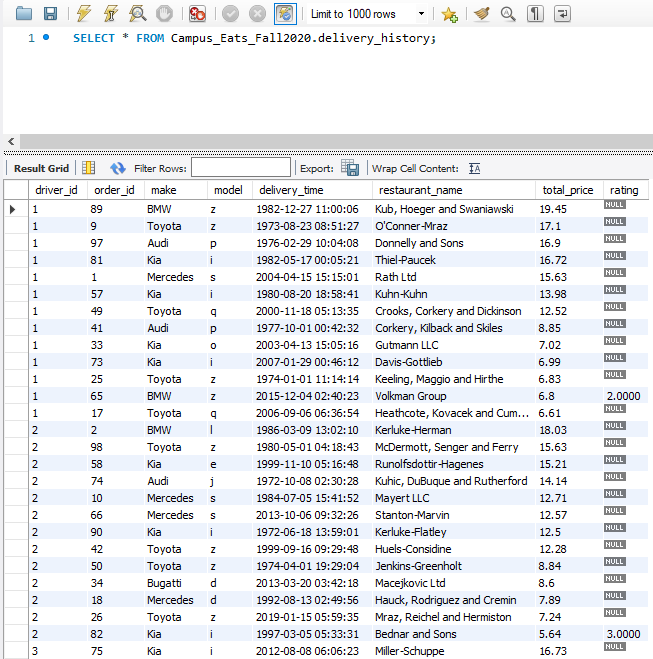 Limit to 1000 rows
1 SELECT * FROM Campus_Eats_Fall2020.delivery_history;
Result Grid Filter Rows: Export: Wrap Cell Content:
driver_id order_id make model delivery_time restaurant_name total_price rating
1 89 BMW z 1982-12-27 11:00:06 Kub, Hoeger and Swaniawski 19.45 NULL
1 9 Toyota z 1973-08-23 08:51:27 O'Conner-Mraz 17.1 NULL
1 97 Audi p 1976-02-29 10:04:08 Donnelly and Sons 16.9 NULL
1 81 Kia i 1982-05-17 00:05:21 Thiel-Paucek 16.72 NULL
1 1 Mercedes s 2004-04-15 15:15:01 Rath Ltd 15.63 NULL
1 57 Kia i 1980-08-20 18:58:41 Kuhn-Kuhn 13.98 NULL
1 49 Toyota q 2000-11-18 05:13:35 Crooks, Corkery and Dickinson 12.52 NULL
1 41 Audi p 1977-10-01 00:42:32 Corkery, Kilback and Skiles 8.85 NULL
1 33 Kia o 2003-04-13 15:05:16 Gutmann LLC 7.02 NULL
1 73 Kia i 2007-01-29 00:46:12 Davis-Gottlieb 6.99 NULL
1 25 Toyota z 1974-01-01 11:14:14 Keeling, Maggio and Hirthe 6.83 NULL
1 65 BMW z 2015-12-04 02:40:23 Volkman Group 6.8 2.0000
1 17 Toyota q 2006-09-06 06:36:54 Heathcote, Kovacek and Cum... 6.61 NULL
2 2 BMW l 1986-03-09 13:02:10 Kerluke-Herman 18.03 NULL
2 98 Toyota z 1980-05-01 04:18:43 McDermott, Senger and Ferry 15.63 NULL
2 58 Kia e 1999-11-10 05:16:48 Runolfsdottir-Hagenes 15.21 NULL
2 74 Audi j 1972-10-08 02:30:28 Kuhic, DuBuque and Rutherford 14.14 NULL
2 10 Mercedes s 1984-07-05 15:41:52 Mayert LLC 12.71 NULL
2 66 Mercedes s 2013-10-06 09:32:26 Stanton-Marvin 12.57 NULL
2 90 Kia i 1972-06-18 13:59:01 Kerluke-Flatley 12.5 NULL
2 42 Toyota z 1999-09-16 09:29:48 Huels-Considine 12.28 NULL
2 50 Toyota z 1974-04-01 19:29:04 Jenkins-Greenholt 8.84 NULL
2 34 Bugatti d 2013-03-20 03:42:18 Macejkovic Ltd 8.6 NULL
2 18 Mercedes d 1992-08-13 02:49:56 Hauck, Rodriguez and Cremin 7.89 NULL
2 26 Toyota z 2019-01-15 05:59:35 Mraz, Reichel and Hermiston 7.24 NULL
2 82 Kia i 1997-03-05 05:33:31 Bednar and Sons 5.64 3.0000
3 75 Kia i 2012-08-08 06:06:23 Miller-Schuppe 16.73 NULL